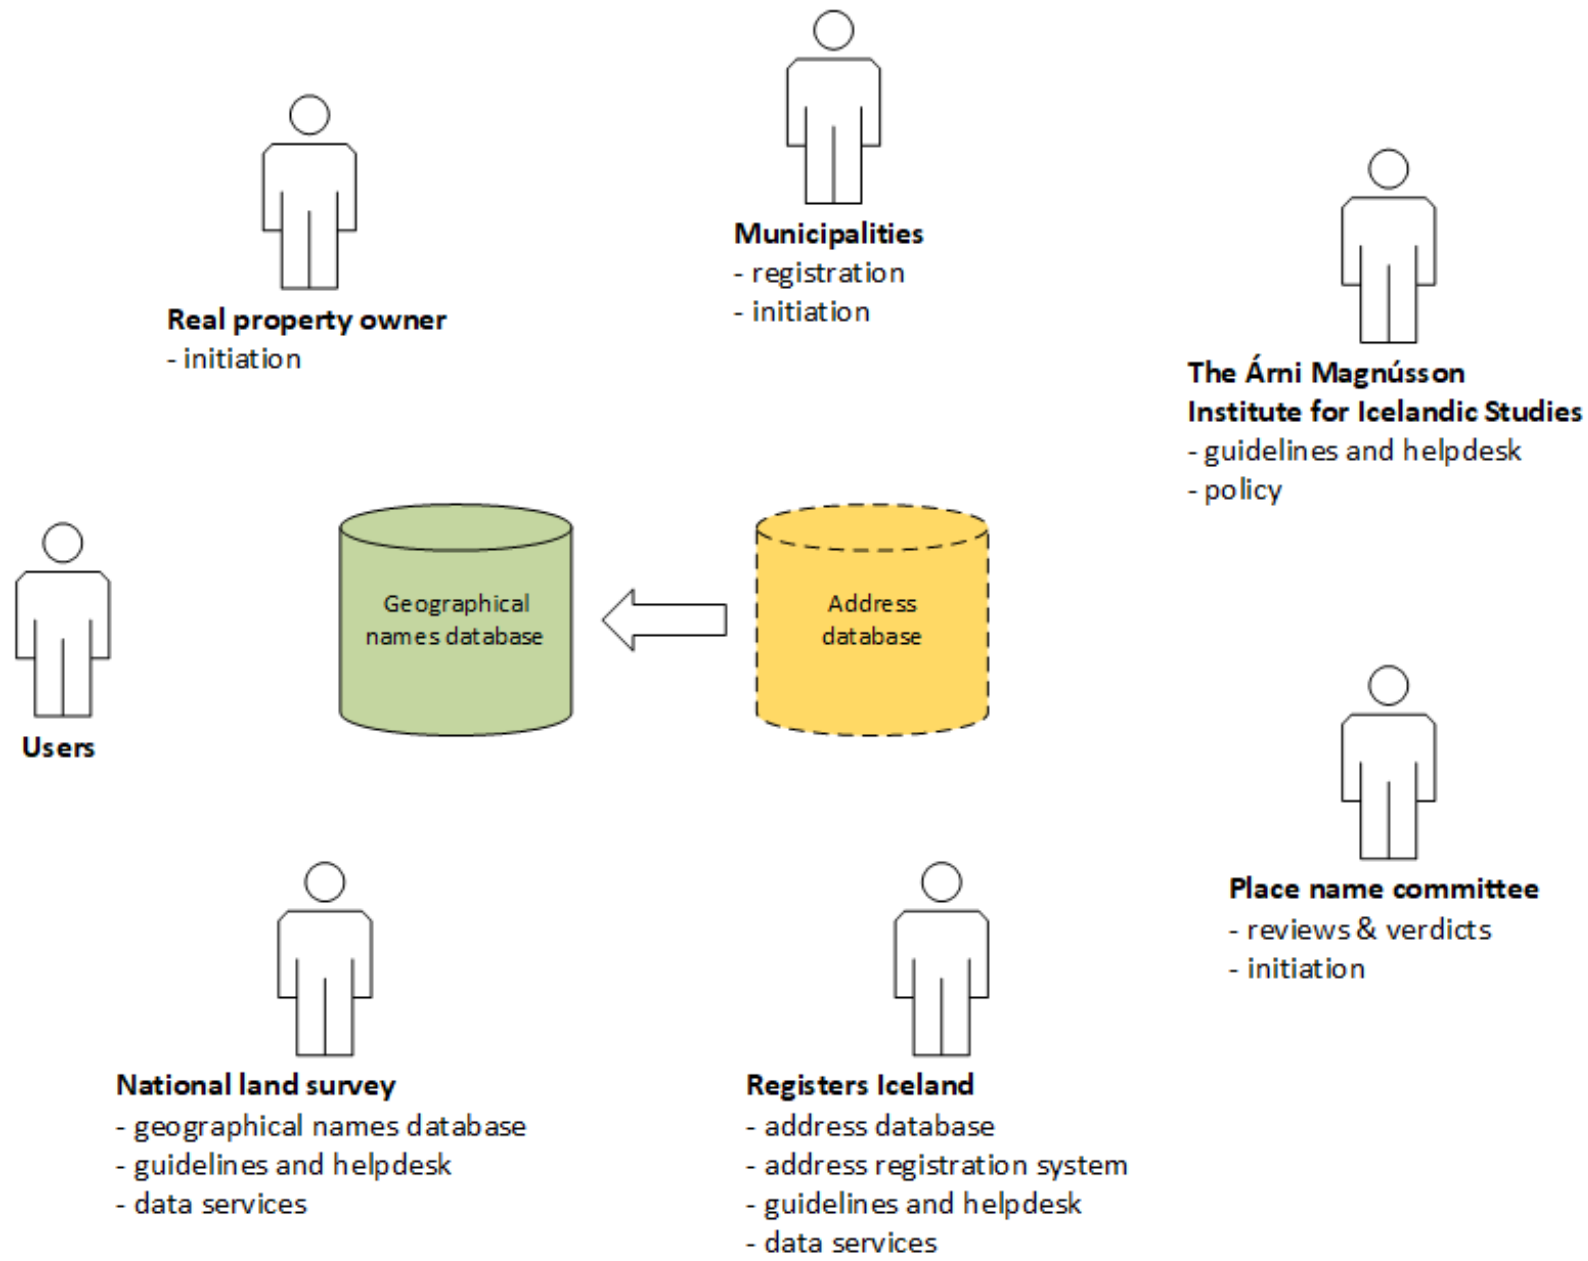 Municipalities
- registration
- initiation
Real property owner
- initiation
The Árni Magnússon
Institute for Icelandic Studies
- guidelines and helpdesk
- policy
Geographical
names database
Address
database
Users
Place name committee
- reviews & verdicts
- initiation
National land survey
- geographical names database
- guidelines and helpdesk
- data services
Registers Iceland
- address database
- address registration system
- guidelines and helpdesk
- data services